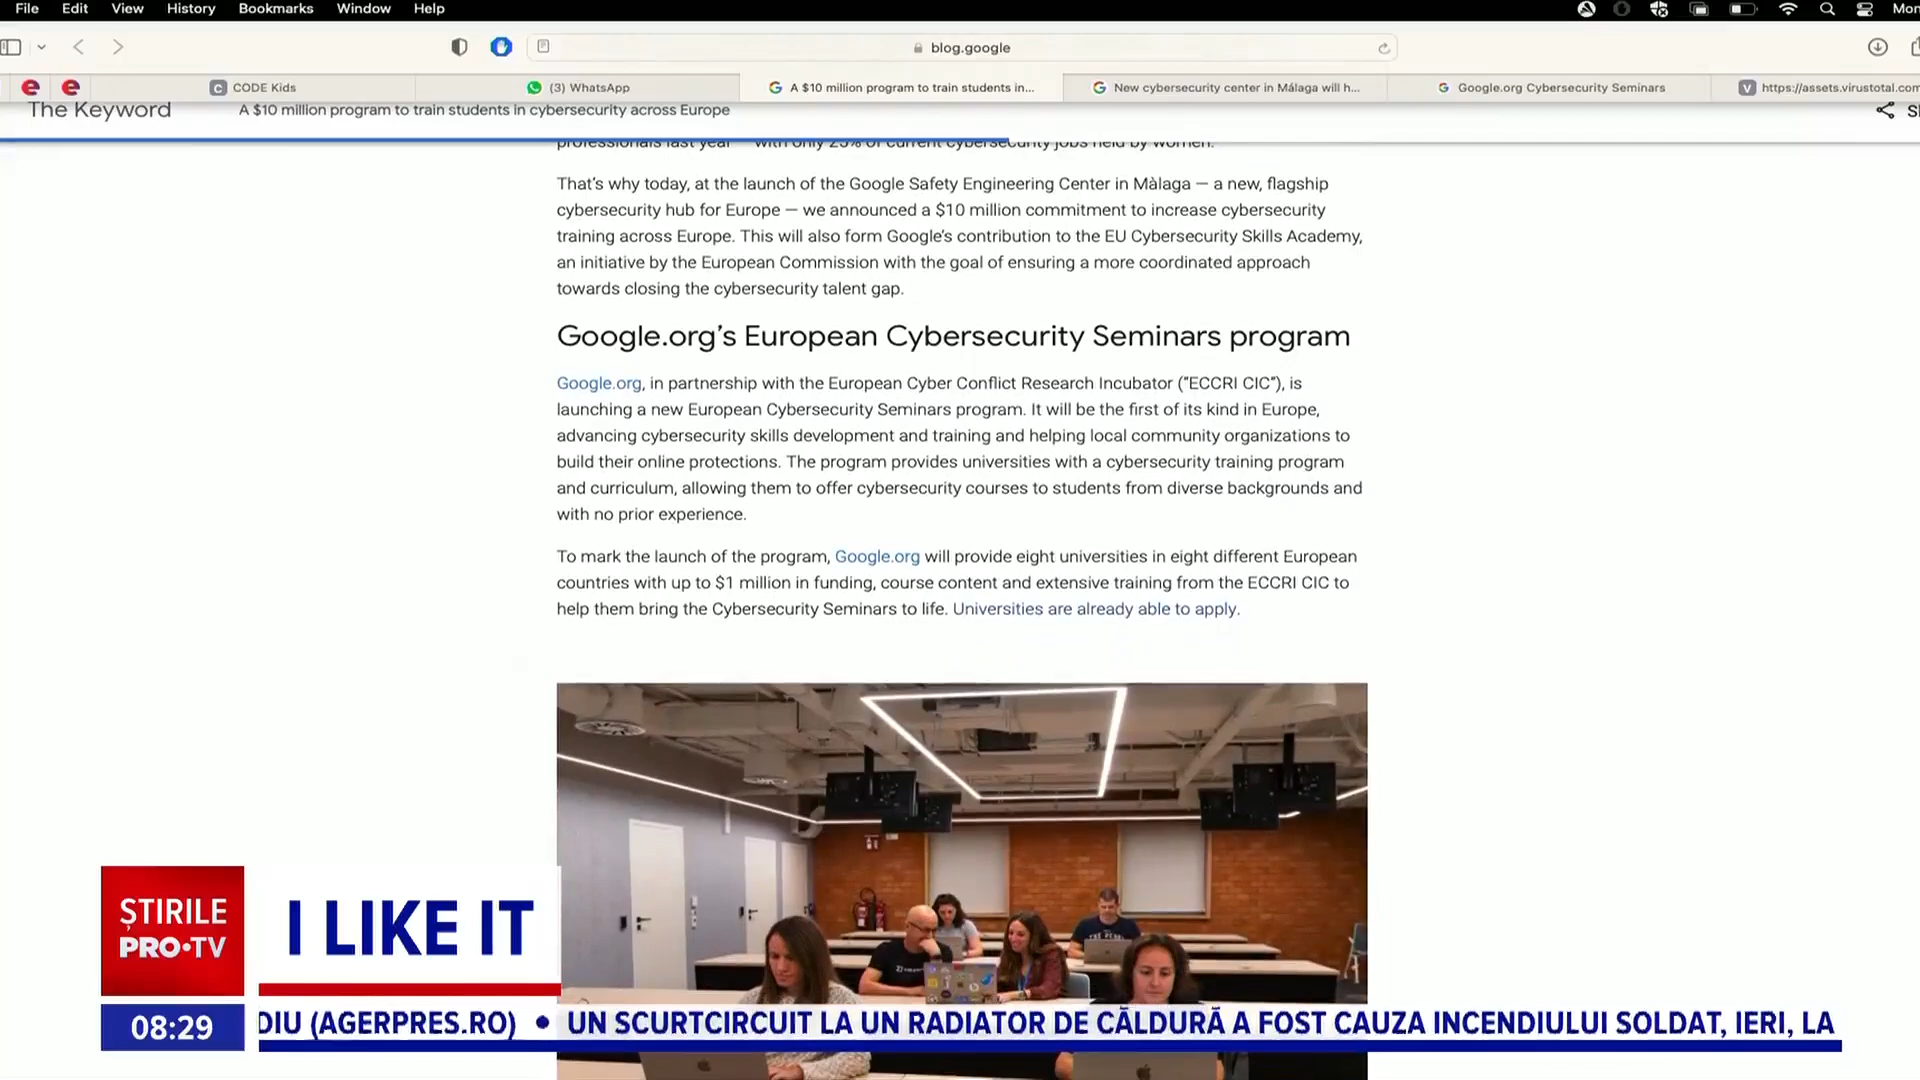 File Edit View History Bookmarks Window Help Mon
blog.google
CODE Kids
(3) WhatsApp
A $10 million program to train students in...
New cybersecurity center in Málaga will h...
Google.org Cybersecurity Seminars
https://assets.virustotal.com
The Keyword
A $10 million program to train students in cybersecurity across Europe
professionals last year — with only 25% of current cybersecurity jobs held by women.
That's why today, at the launch of the Google Safety Engineering Center in Màlaga — a new, flagship
cybersecurity hub for Europe — we announced a $10 million commitment to increase cybersecurity
training across Europe. This will also form Google's contribution to the EU Cybersecurity Skills Academy,
an initiative by the European Commission with the goal of ensuring a more coordinated approach
towards closing the cybersecurity talent gap.
Google.org's European Cybersecurity Seminars program
Google.org, in partnership with the European Cyber Conflict Research Incubator ("ECCRI CIC"), is
launching a new European Cybersecurity Seminars program. It will be the first of its kind in Europe,
advancing cybersecurity skills development and training and helping local community organizations to
build their online protections. The program provides universities with a cybersecurity training program
and curriculum, allowing them to offer cybersecurity courses to students from diverse backgrounds and
with no prior experience.
To mark the launch of the program, Google.org will provide eight universities in eight different European
countries with up to $1 million in funding, course content and extensive training from the ECCRI CIC to
help them bring the Cybersecurity Seminars to life. Universities are already able to apply.
ȘTIRILE
PRO•TV
I LIKE IT
08:29
DIU (AGERPRES.RO) • UN SCURTCIRCUIT LA UN RADIATOR DE CĂLDURĂ A FOST CAUZA INCENDIULUI SOLDAT, IERI, LA